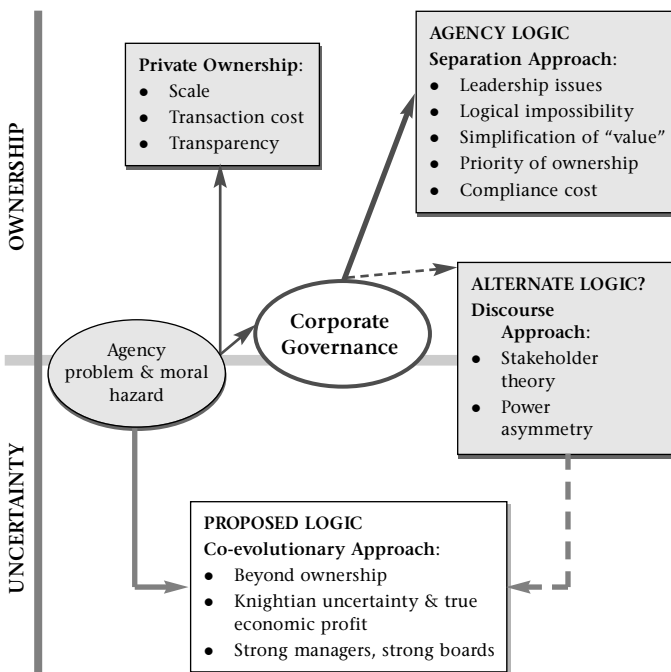 OWNERSHIP
UNCERTAINTY
Private Ownership:
● Scale
● Transaction cost
● Transparency
AGENCY LOGIC
Separation Approach:
● Leadership issues
● Logical impossibility
● Simplification of “value”
● Priority of ownership
● Compliance cost
Agency
problem & moral
hazard
Corporate
Governance
ALTERNATE LOGIC?
Discourse
Approach:
● Stakeholder
theory
● Power
asymmetry
PROPOSED LOGIC
Co-evolutionary Approach:
● Beyond ownership
● Knightian uncertainty & true
economic profit
● Strong managers, strong boards